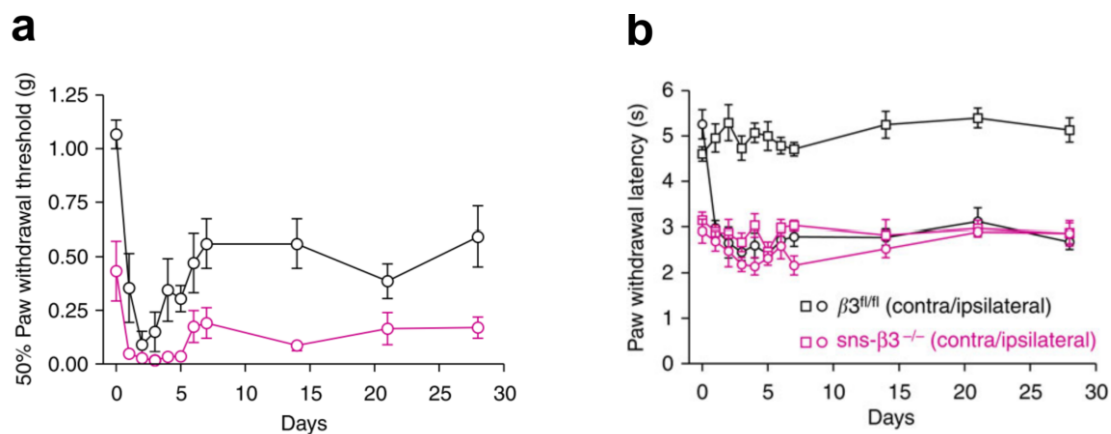 a
50% Paw withdrawal threshold (g)
1.25
1.00
0.75
0.50
0.25
0.00
0 5 10 15 20 25 30
Days
b
Paw withdrawal latency (s)
6
5
4
3
2
1
0
β3fl/fl (contra/ipsilateral)
sns-β3−/− (contra/ipsilateral)
0 5 10 15 20 25 30
Days